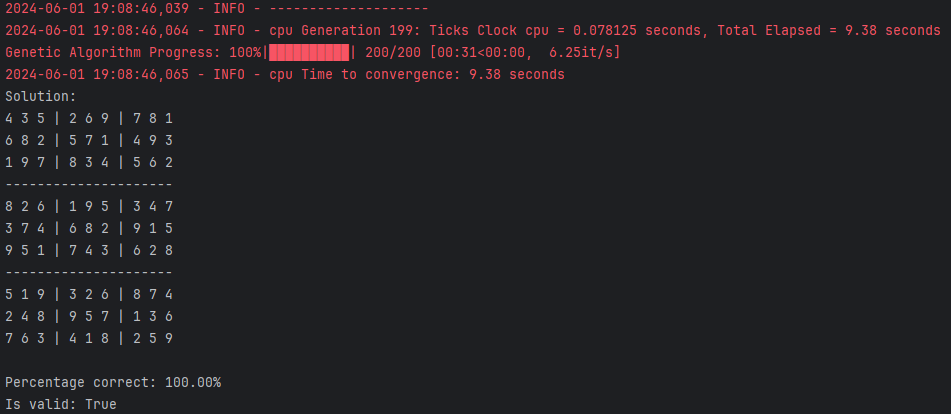 2024-06-01 19:08:46,039 - INFO - --------------------
2024-06-01 19:08:46,064 - INFO - cpu Generation 199: Ticks Clock cpu = 0.078125 seconds, Total Elapsed = 9.38 seconds
Genetic Algorithm Progress: 100%|██████████| 200/200 [00:31<00:00,  6.25it/s]
2024-06-01 19:08:46,065 - INFO - cpu Time to convergence: 9.38 seconds
Solution:
4 3 5 | 2 6 9 | 7 8 1
6 8 2 | 5 7 1 | 4 9 3
1 9 7 | 8 3 4 | 5 6 2
---------------------
8 2 6 | 1 9 5 | 3 4 7
3 7 4 | 6 8 2 | 9 1 5
9 5 1 | 7 4 3 | 6 2 8
---------------------
5 1 9 | 3 2 6 | 8 7 4
2 4 8 | 9 5 7 | 1 3 6
7 6 3 | 4 1 8 | 2 5 9
Percentage correct: 100.00%
Is valid: True